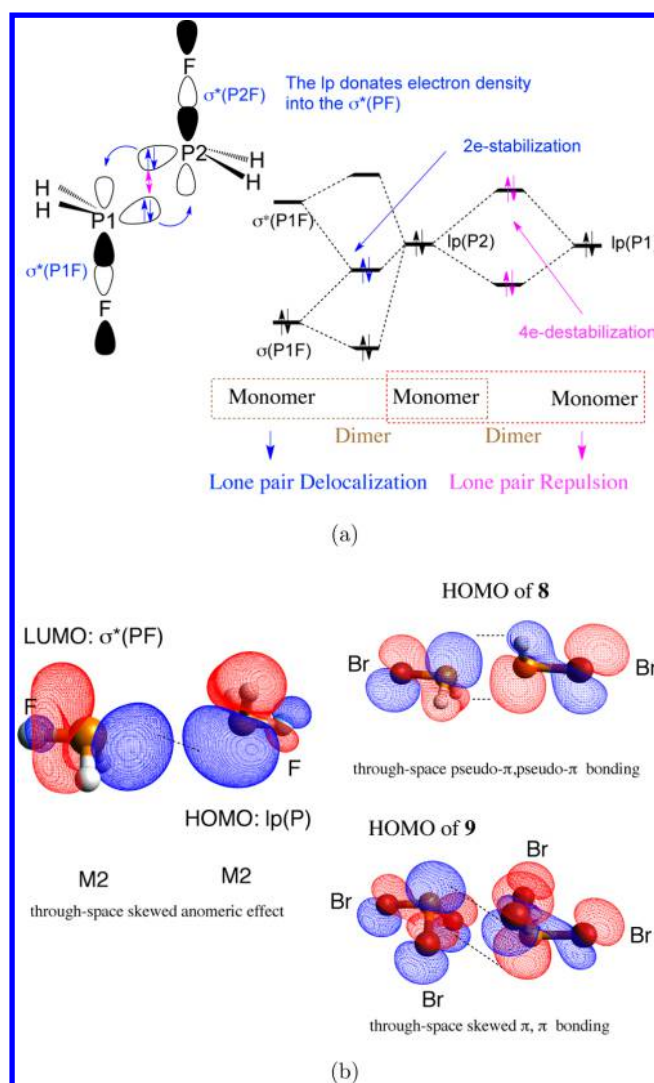 F
σ*(P2F)
The lp donates electron density
into the σ*(PF)
P2
H
H
2e-stabilization
H
H
P1
σ*(P1F)
σ*(P1F)
lp(P2)
lp(P1)
F
σ(P1F)
4e-destabilization
Monomer
Monomer
Monomer
Dimer
Dimer
Lone pair Delocalization
Lone pair Repulsion
(a)
LUMO: σ*(PF)
F
F
HOMO: lp(P)
M2
M2
through-space skewed anomeric effect
HOMO of 8
Br
Br
through-space pseudo-π,pseudo-π bonding
HOMO of 9
Br
Br
Br
Br
through-space skewed π, π bonding
(b)